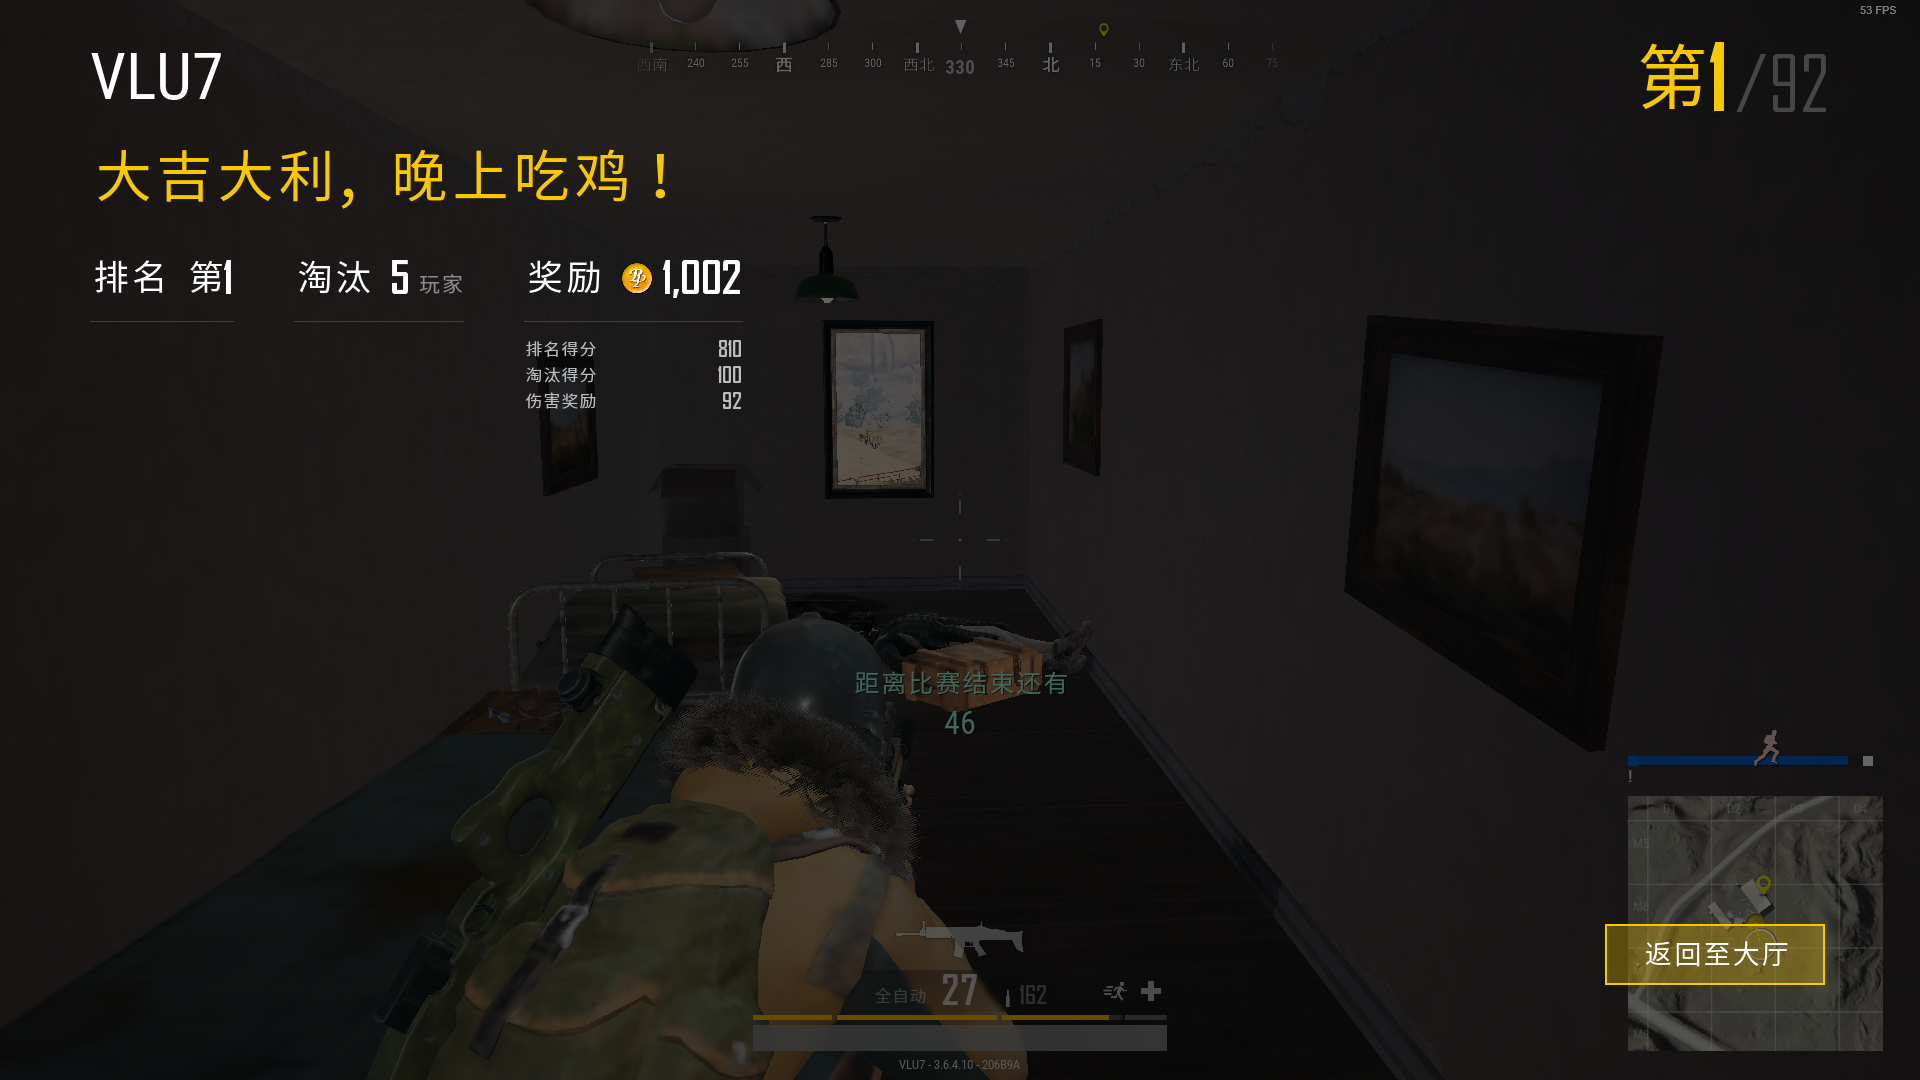 53 FPS
西南 240 255 西 285 300 西北 330 345 北 15 30 东北 60 75
VLU7
第1/92
大吉大利，晚上吃鸡！
排名 第1 淘汰 5 玩家 奖励 1,002
排名得分 810
淘汰得分 100
伤害奖励 92
距离比赛结束还有
46
!
返回至大厅
全自动 27 162
VLU7 - 3.6.4.10 - 206B9A